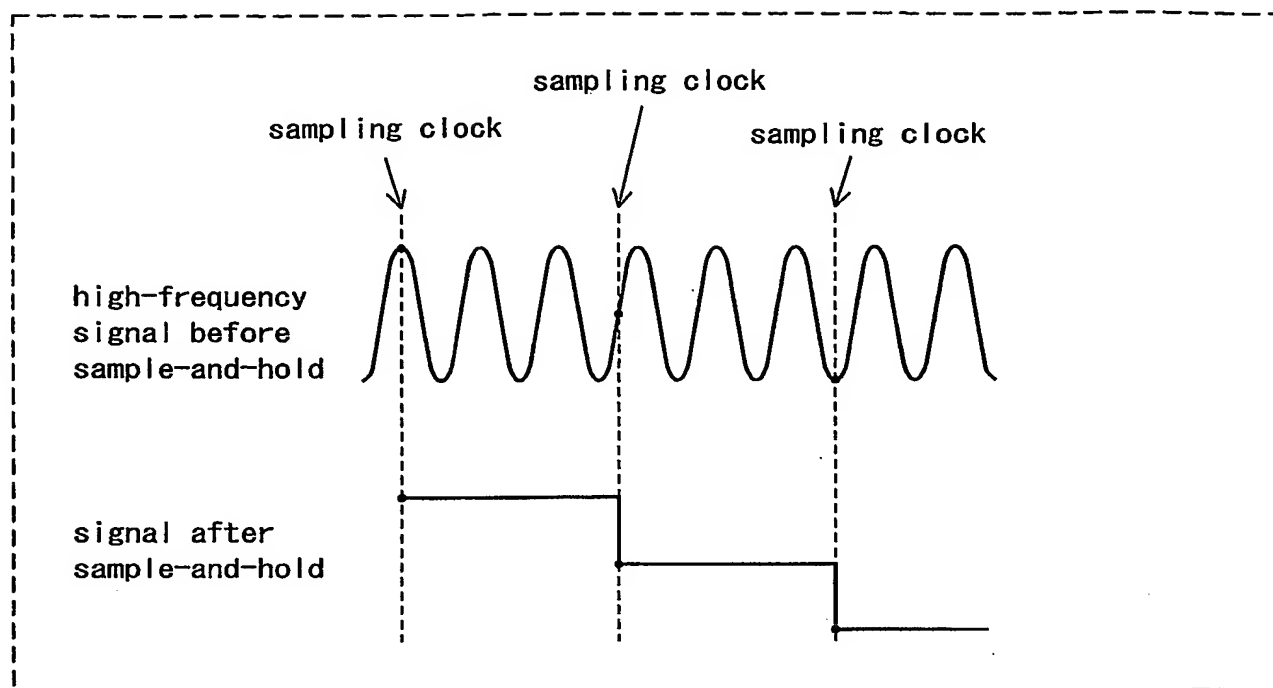 sampling clock
sampling clock
sampling clock
high-frequency
signal before
sample-and-hold
signal after
sample-and-hold